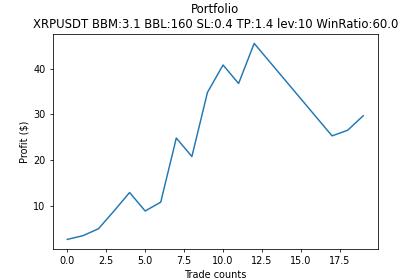 Portfolio
XRPUSDT BBM:3.1 BBL:160 SL:0.4 TP:1.4 lev:10 WinRatio:60.0
Profit ($)
40
30
20
10
0.0 2.5 5.0 7.5 10.0 12.5 15.0 17.5
Trade counts